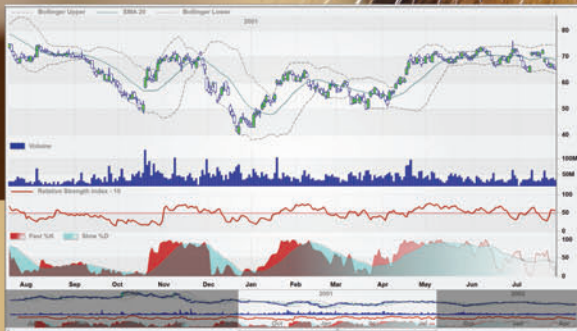 Bollinger Upper SMA 20 Bollinger Lower
2001
80
70
60
50
40
Volume
100M
50M
Relative Strength Index - 10
100
50
0
Fast %K Slow %D
100
50
0
Aug Sep Oct Nov Dec Jan Feb Mar Apr May Jun Jul
2001